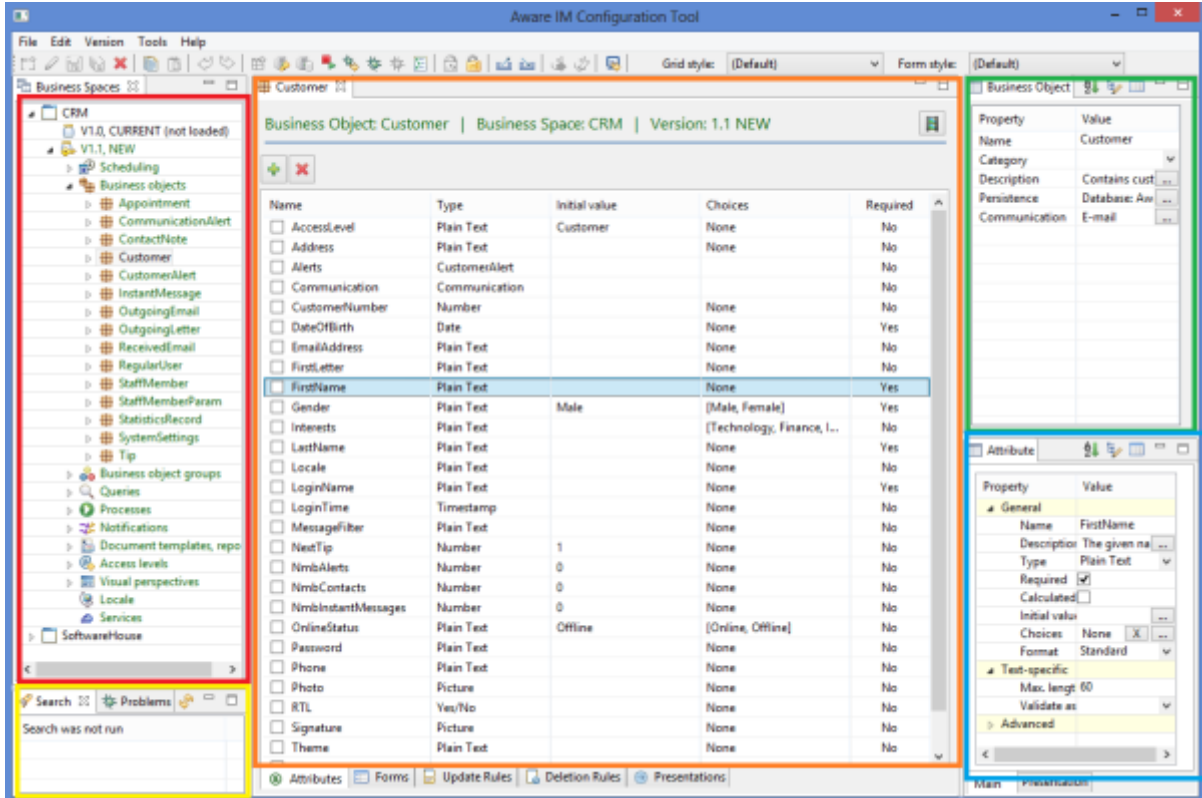 Aware IM Configuration Tool
File Edit Version Tools Help
Grid style: (Default) Form style: (Default)
Business Spaces
CRM
V1.0, CURRENT (not loaded)
V1.1, NEW
Scheduling
Business objects
Appointment
CommunicationAlert
ContactNote
Customer
CustomerAlert
InstantMessage
OutgoingEmail
OutgoingLetter
ReceivedEmail
RegularUser
StaffMember
StaffMemberParam
StatisticsRecord
SystemSettings
Tip
Business object groups
Queries
Processes
Notifications
Document templates, repo
Access levels
Visual perspectives
Locale
Services
SoftwareHouse
Search Problems
Search was not run
Customer
Business Object: Customer | Business Space: CRM | Version: 1.1 NEW
Name Type Initial value Choices Required
AccessLevel Plain Text Customer None No
Address Plain Text None No
Alerts CustomerAlert No
Communication Communication No
CustomerNumber Number None No
DateOfBirth Date None Yes
EmailAddress Plain Text None No
FirstLetter Plain Text None No
FirstName Plain Text None Yes
Gender Plain Text Male [Male, Female] Yes
Interests Plain Text [Technology, Finance, I... No
LastName Plain Text None Yes
Locale Plain Text None No
LoginName Plain Text None Yes
LoginTime Timestamp None No
MessageFilter Plain Text None No
NextTip Number 1 None No
NmbAlerts Number 0 None No
NmbContacts Number 0 None No
NmbInstantMessages Number 0 None No
OnlineStatus Plain Text Offline [Online, Offline] No
Password Plain Text None No
Phone Plain Text None No
Photo Picture None No
RTL Yes/No None No
Signature Picture None No
Theme Plain Text None No
Attributes Forms Update Rules Deletion Rules Presentations
Business Object
Property Value
Name Customer
Category
Description Contains cust ...
Persistence Database: Aw ...
Communication E-mail ...
Attribute
Property Value
General
Name FirstName
Description The given na ...
Type Plain Text
Required
Calculated
Initial value ...
Choices None X ...
Format Standard
Text-specific
Max. lengt 60
Validate as
Advanced
Main Presentation